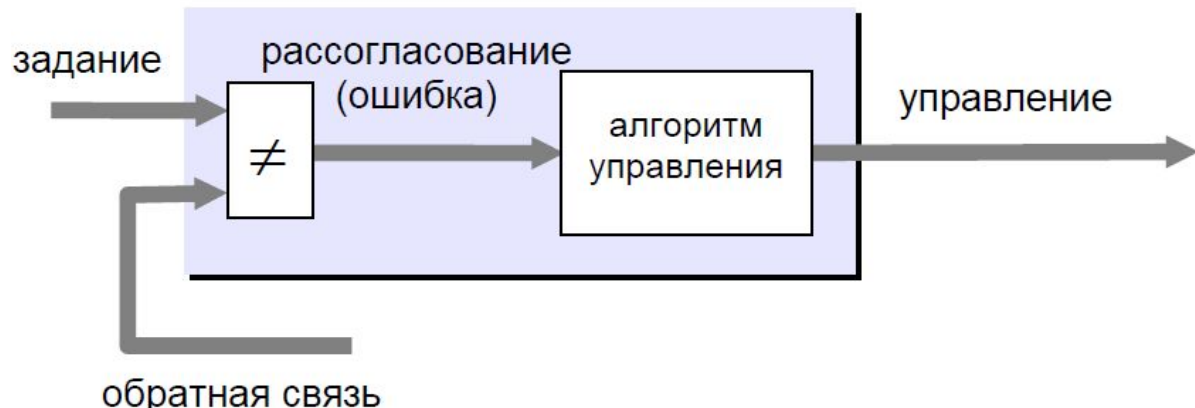 задание
рассогласование
(ошибка)
≠
алгоритм
управления
управление
обратная связь